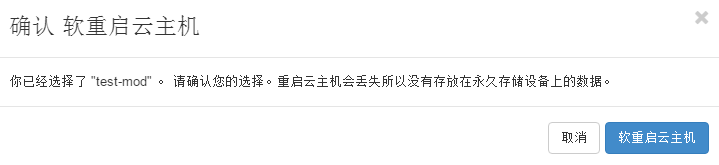 确认 软重启云主机
×
你已经选择了 "test-mod" 。 请确认您的选择。重启云主机会丢失所以没有存放在永久存储设备上的数据。
取消
软重启云主机